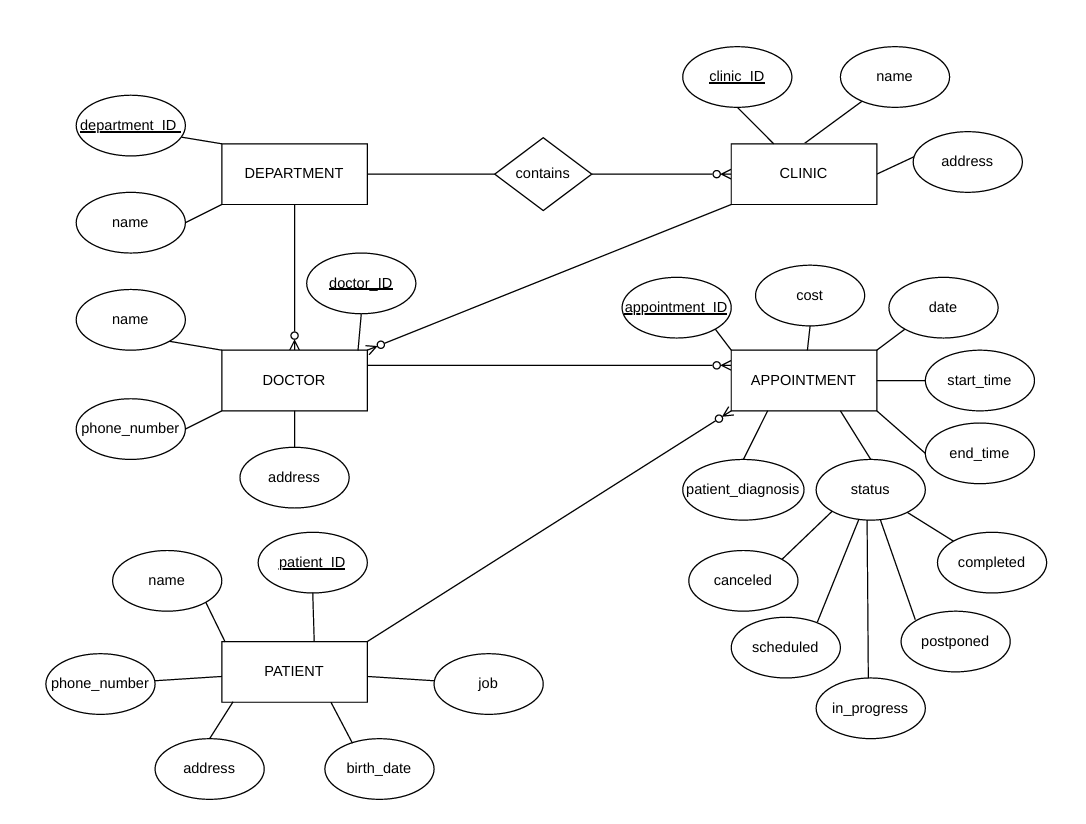 clinic_ID
name
department_ID
address
DEPARTMENT
contains
CLINIC
name
doctor_ID
name
appointment_ID
cost
date
DOCTOR
APPOINTMENT
start_time
phone_number
end_time
address
patient_diagnosis
status
name
patient_ID
canceled
completed
scheduled
postponed
PATIENT
phone_number
job
in_progress
address
birth_date